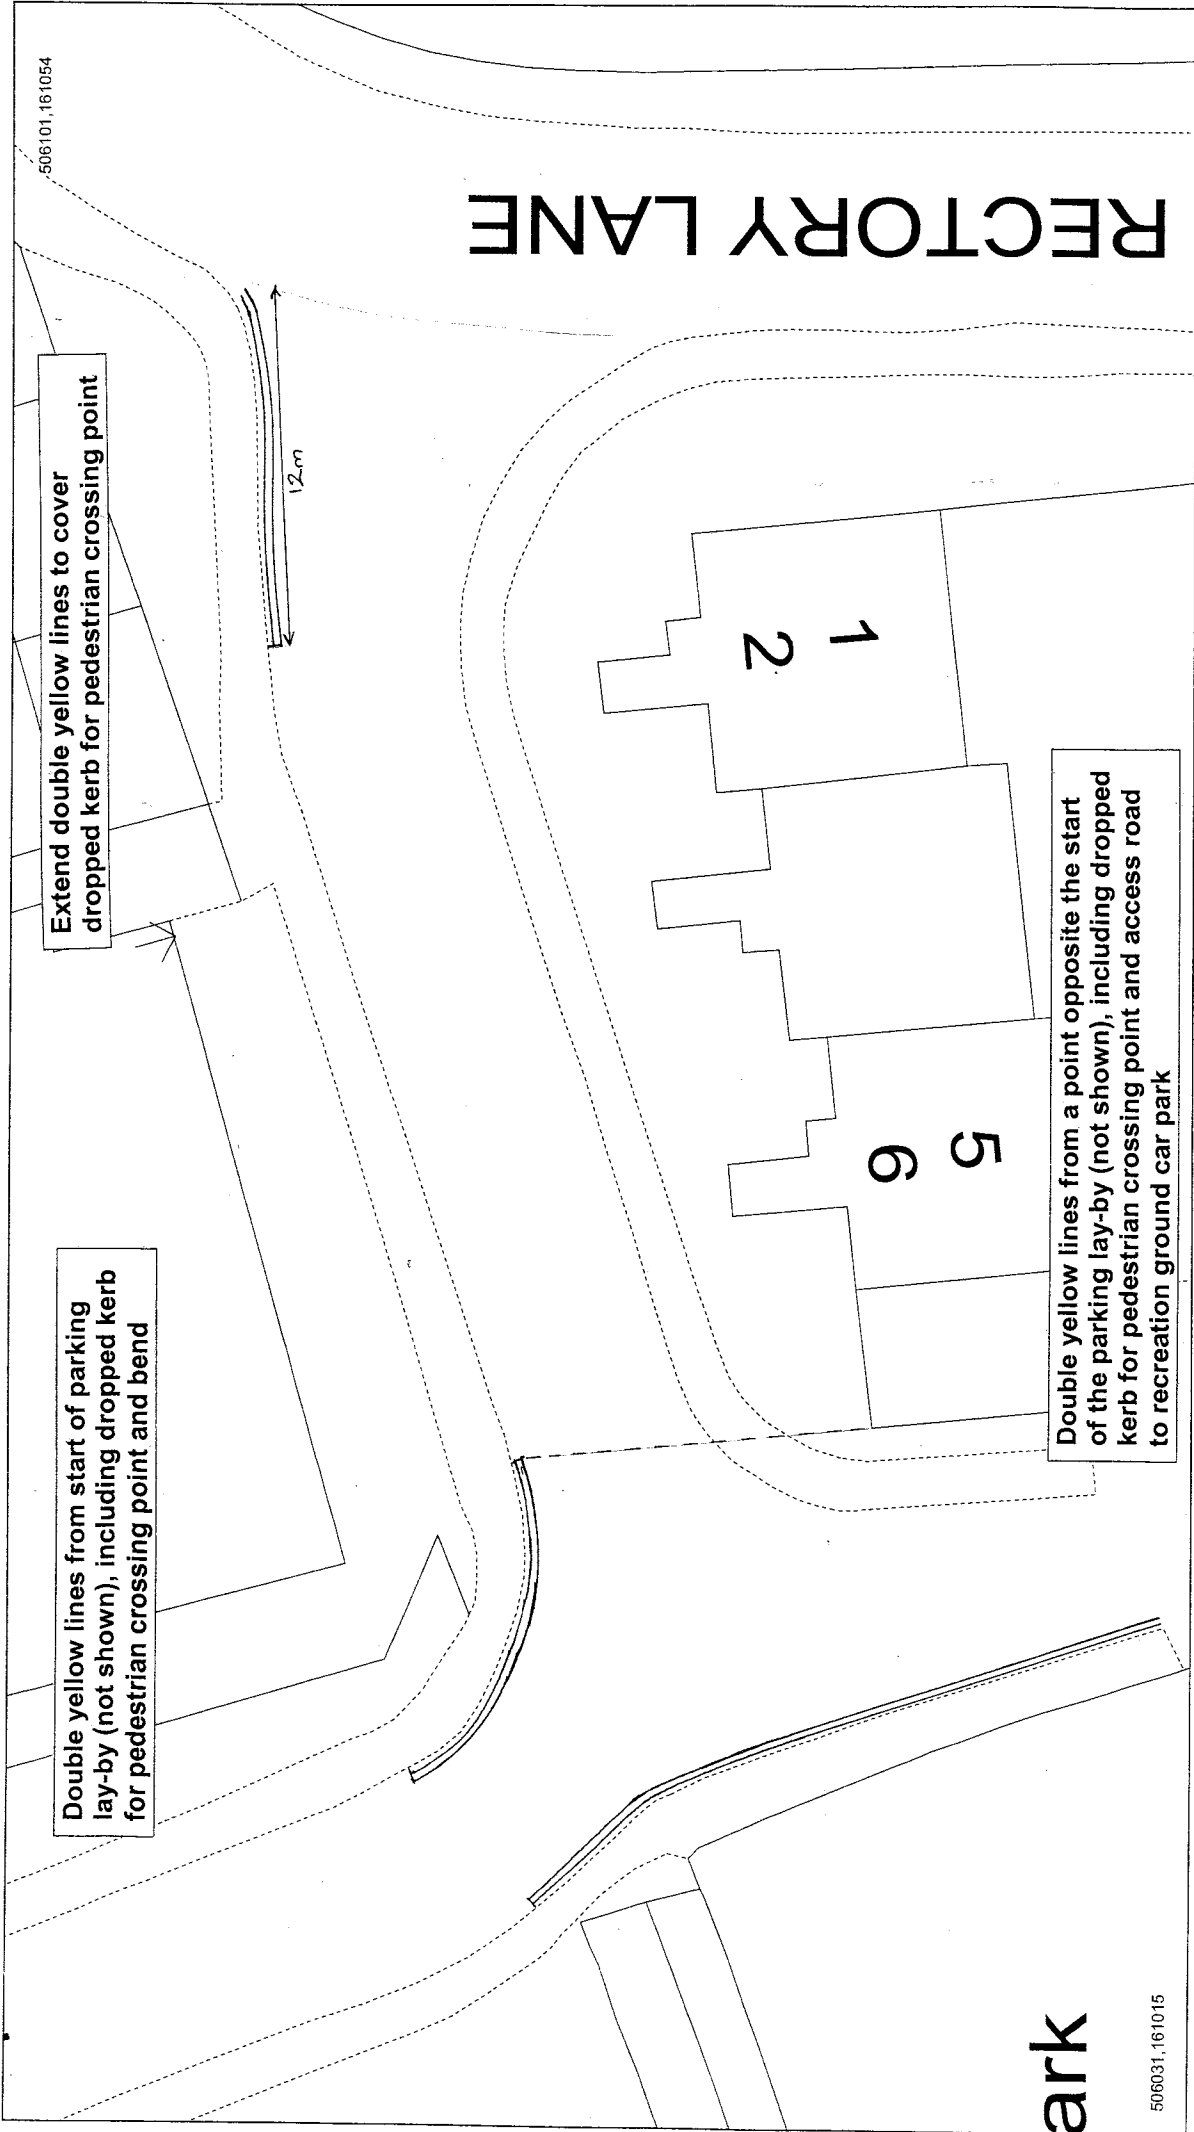 506101,161054
RECTORY LANE
Extend double yellow lines to cover
dropped kerb for pedestrian crossing point
12m
1
2
5
6
Double yellow lines from start of parking
lay-by (not shown), including dropped kerb
for pedestrian crossing point and bend
Double yellow lines from a point opposite the start
of the parking lay-by (not shown), including dropped
kerb for pedestrian crossing point and access road
to recreation ground car park
ark
506031,161015